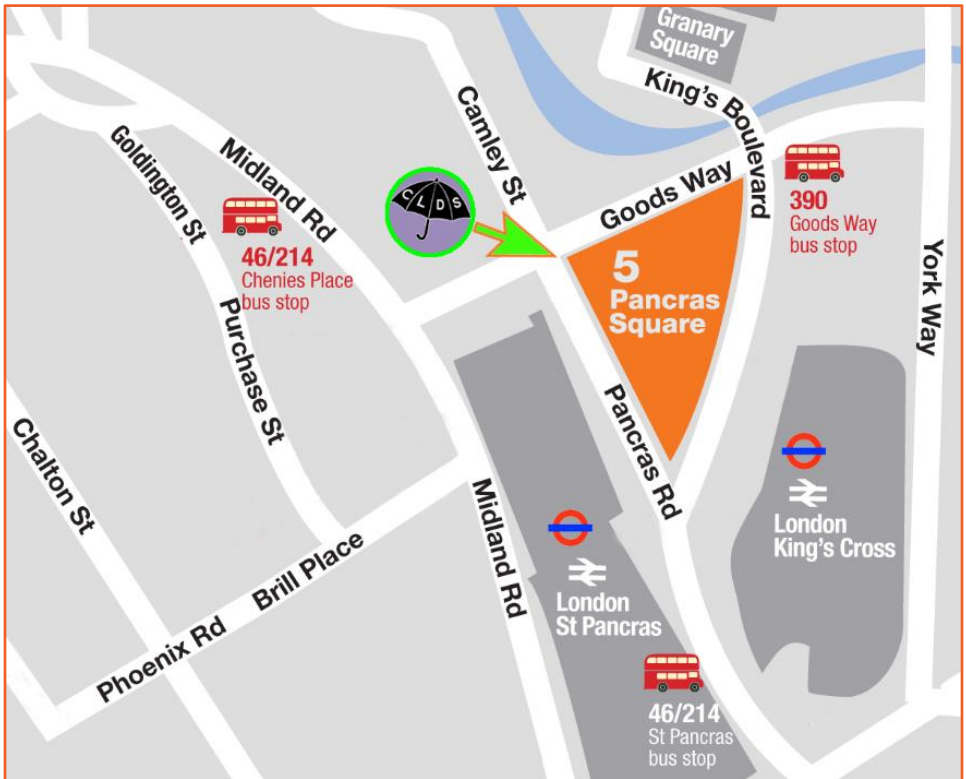 Granary
Square
King's Boulevard
Camley St
Goldington St
Midland Rd
CLDS
Goods Way
390
Goods Way
bus stop
46/214
Chenies Place
bus stop
5
Pancras
Square
York Way
Purchase St
Pancras Rd
Chalton St
Midland Rd
London
King's Cross
Brill Place
London
St Pancras
Phoenix Rd
46/214
St Pancras
bus stop